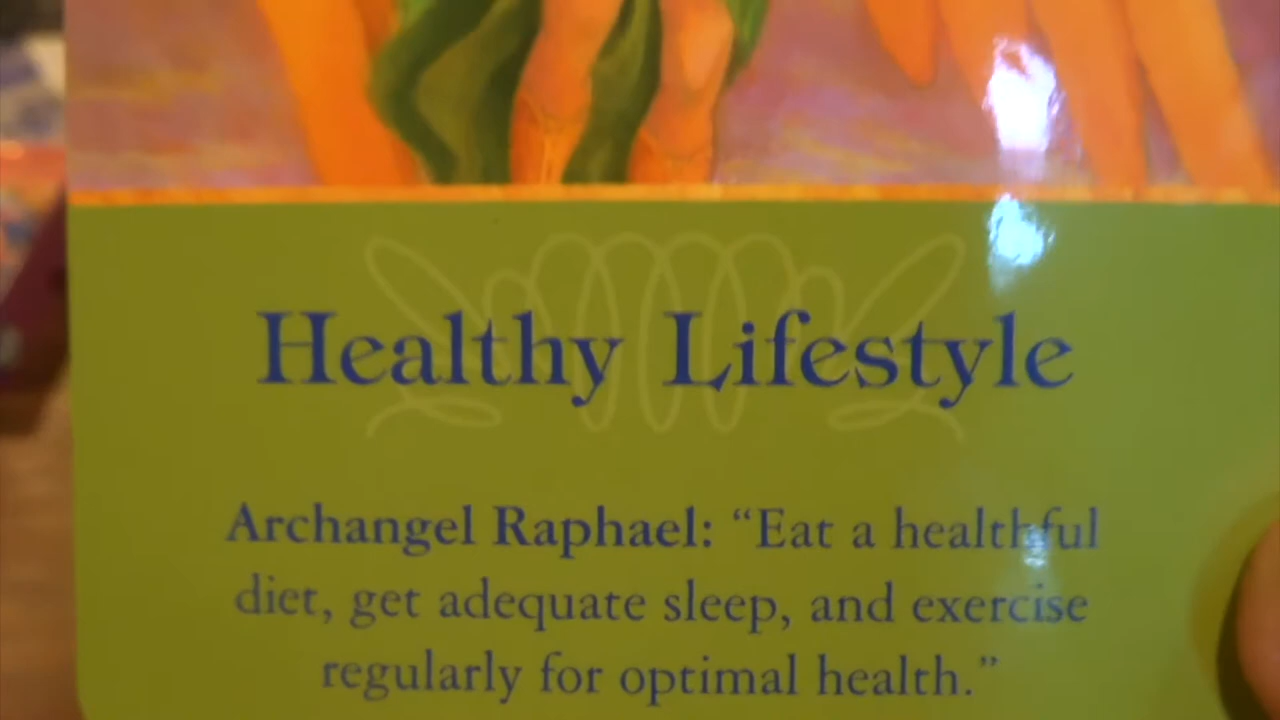 Healthy Lifestyle
Archangel Raphael: “Eat a healthful
diet, get adequate sleep, and exercise
regularly for optimal health.”